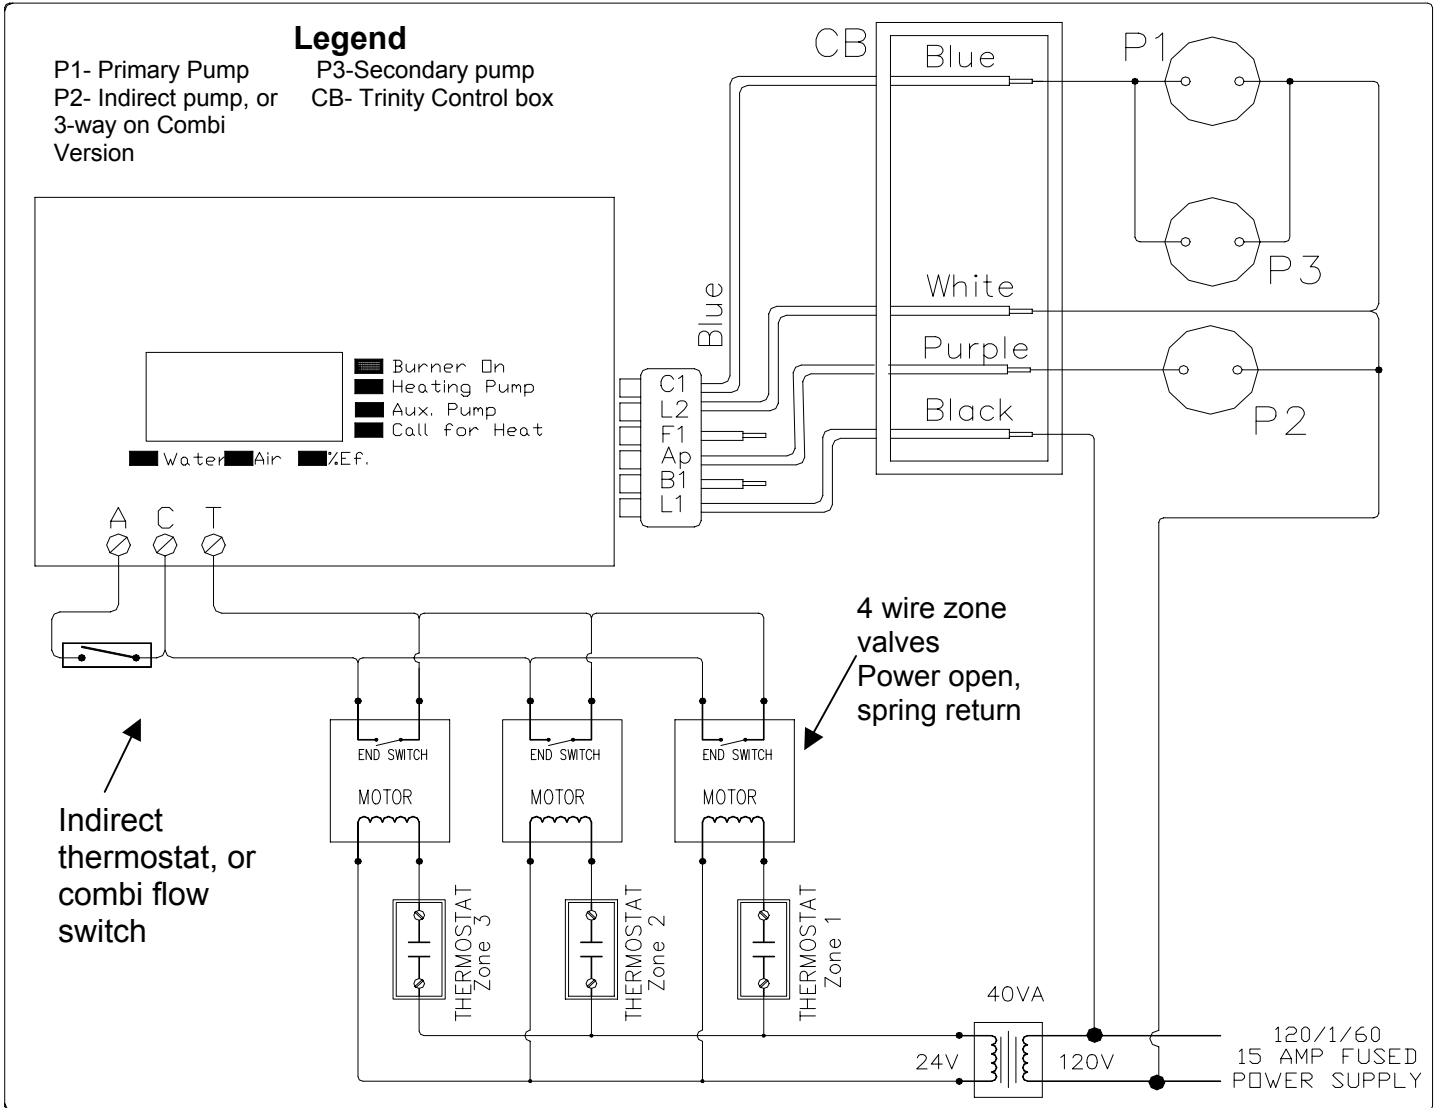 Legend
P1- Primary Pump
P2- Indirect pump, or
3-way on Combi
Version
P3-Secondary pump
CB- Trinity Control box
CB
Blue
White
Purple
Black
P1
P3
P2
Blue
C1
L2
F1
Ap
B1
L1
Burner On
Heating Pump
Aux. Pump
Call for Heat
Water
Air
%Ef.
A C T
4 wire zone
valves
Power open,
spring return
Indirect
thermostat, or
combi flow
switch
END SWITCH
MOTOR
END SWITCH
MOTOR
END SWITCH
MOTOR
THERMOSTAT
Zone 3
THERMOSTAT
Zone 2
THERMOSTAT
Zone 1
40VA
24V
120V
120/1/60
15 AMP FUSED
POWER SUPPLY